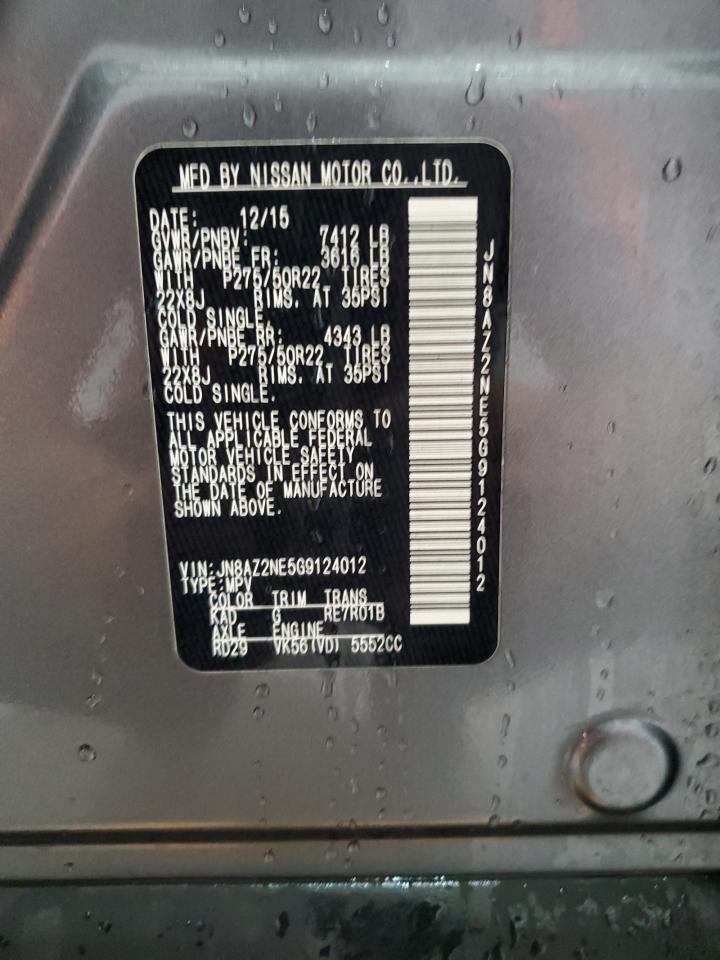 MFD BY NISSAN MOTOR CO.,LTD.
DATE: 12/15
GVWR/PNBV: 7412 LB
GAWR/PNBE FR: 3616 LB
WITH P275/50R22 TIRES
22X8J RIMS, AT 35PSI
COLD SINGLE.
GAWR/PNBE RR: 4343 LB
WITH P275/50R22 TIRES
22X8J RIMS, AT 35PSI
COLD SINGLE.
THIS VEHICLE CONFORMS TO
ALL APPLICABLE FEDERAL
MOTOR VEHICLE SAFETY
STANDARDS IN EFFECT ON
THE DATE OF MANUFACTURE
SHOWN ABOVE.
VIN:JN8AZ2NE5G9124012
TYPE:MPV
COLOR TRIM TRANS
KAD G RE7R01B
AXLE ENGINE
RD29 VK56(VD) 5552CC
JN8AZ2NE5G9124012